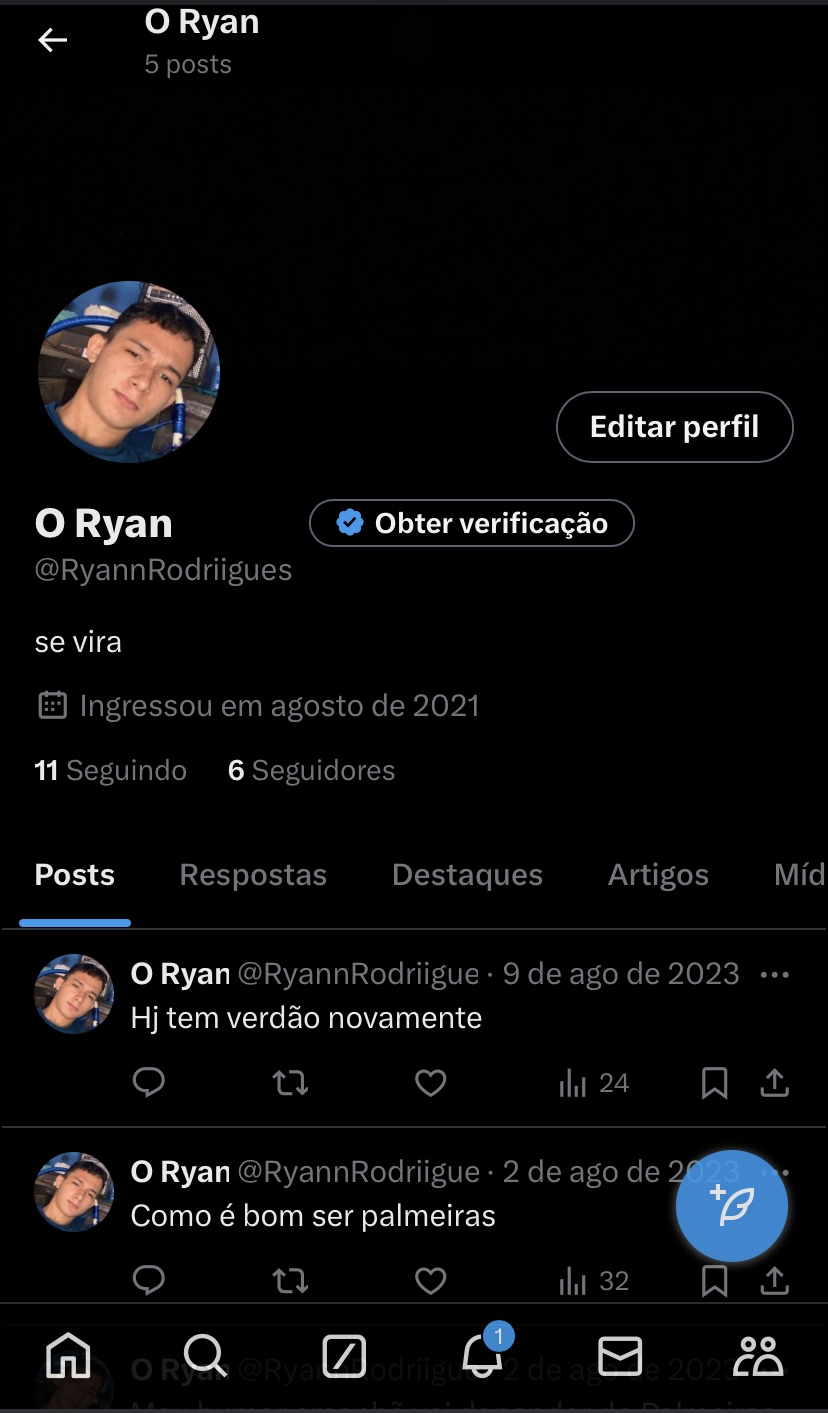 O Ryan
5 posts
Editar perfil
O Ryan
Obter verificação
@RyannRodriigues
se vira
Ingressou em agosto de 2021
11 Seguindo 6 Seguidores
Posts Respostas Destaques Artigos Míd
O Ryan @RyannRodriigue · 9 de ago de 2023
Hj tem verdão novamente
24
O Ryan @RyannRodriigue · 2 de ago de 2023
Como é bom ser palmeiras
32
1
O Ryan @RyannRodriigue · 2 de ago de 2023